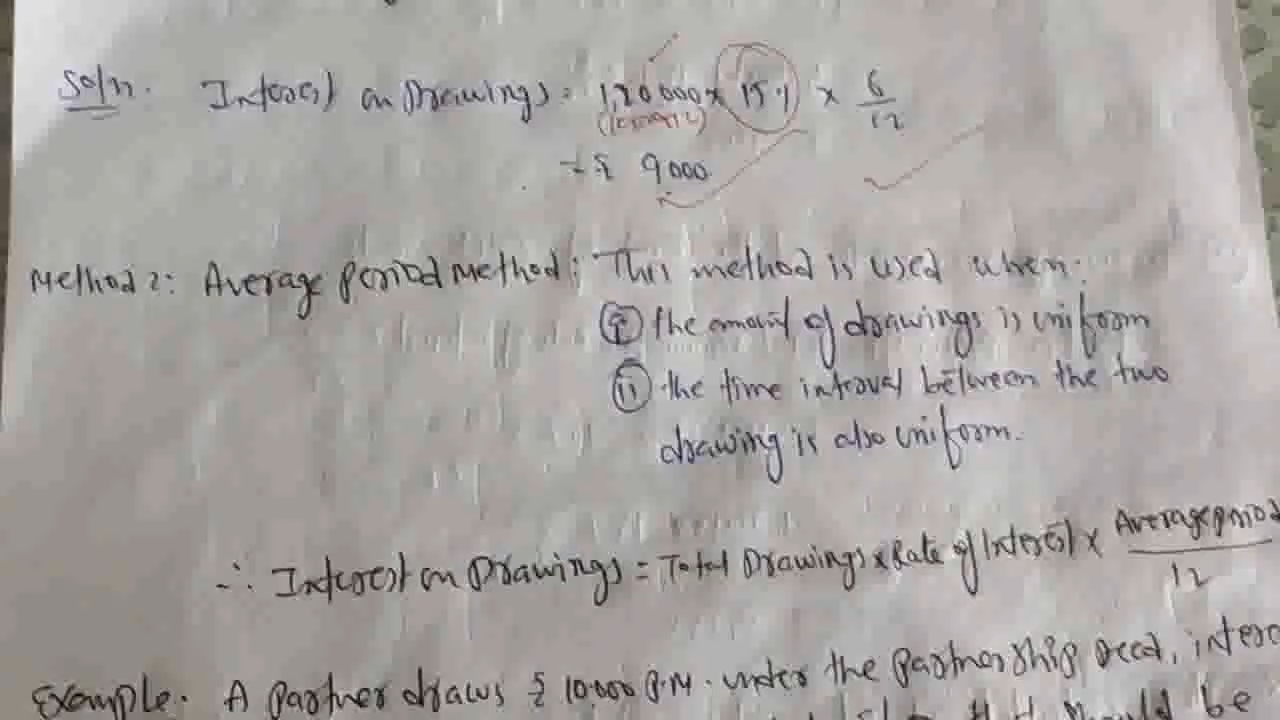 Soln. Interest on Drawings = 1,20,000 × 15% × 6/12
= ₹ 9000
Method 2: Average Period Method: This method is used when:
(i) the amount of drawings is uniform
(ii) the time interval between the two
drawing is also uniform.
∴ Interest on Drawings = Total Drawings × Rate of Interest × Average period/12
Example. A partner draws ₹ 10,000 P.M. under the partnership deed,